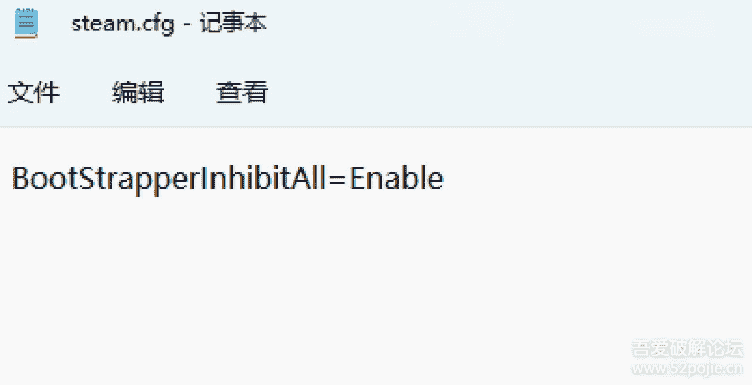 steam.cfg - 记事本
文件 编辑 查看
BootStrapperInhibitAll=Enable
吾爱破解论坛
www.52pojie.cn